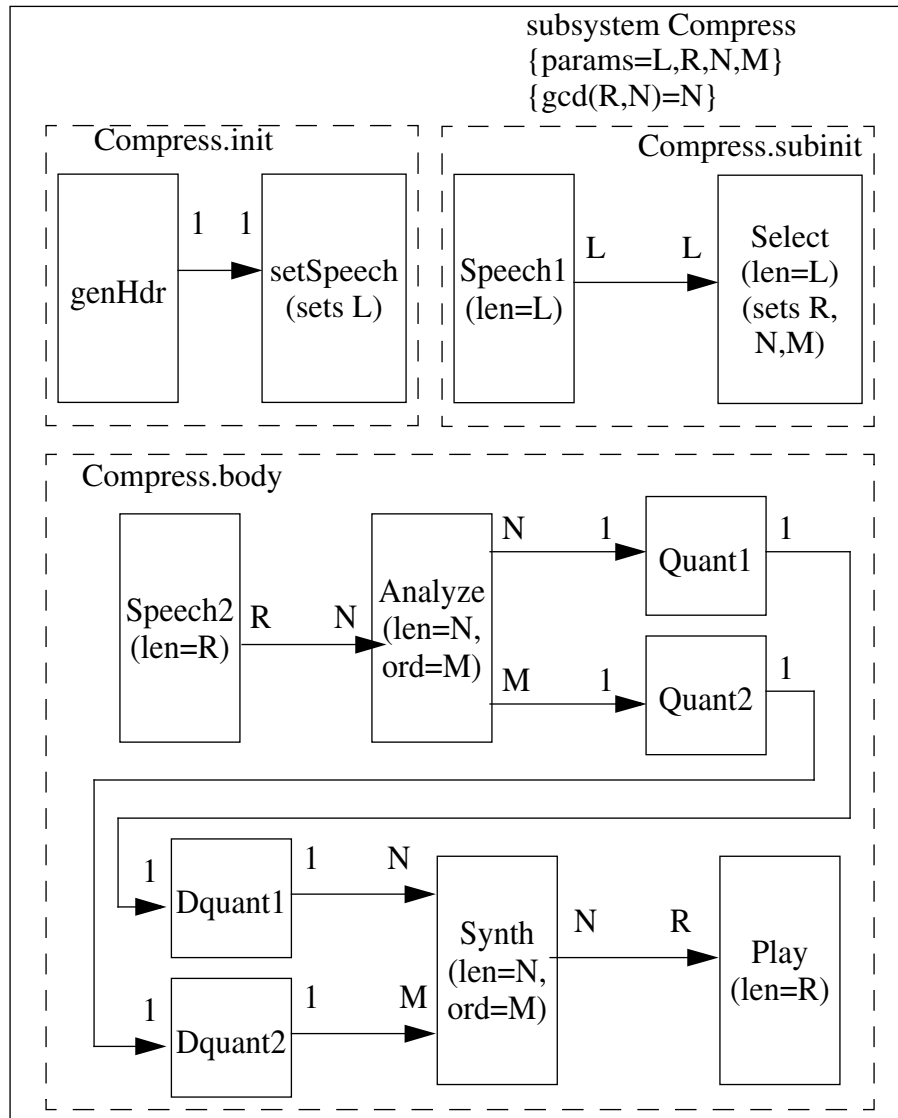 subsystem Compress
{params=L,R,N,M}
{gcd(R,N)=N}
Compress.init
Compress.subinit
genHdr
1
1
setSpeech
(sets L)
Speech1
(len=L)
L
L
Select
(len=L)
(sets R,
N,M)
Compress.body
Speech2
(len=R)
R
N
Analyze
(len=N,
ord=M)
N
1
Quant1
1
M
1
Quant2
1
1
Dquant1
1
N
1
Dquant2
1
M
Synth
(len=N,
ord=M)
N
R
Play
(len=R)